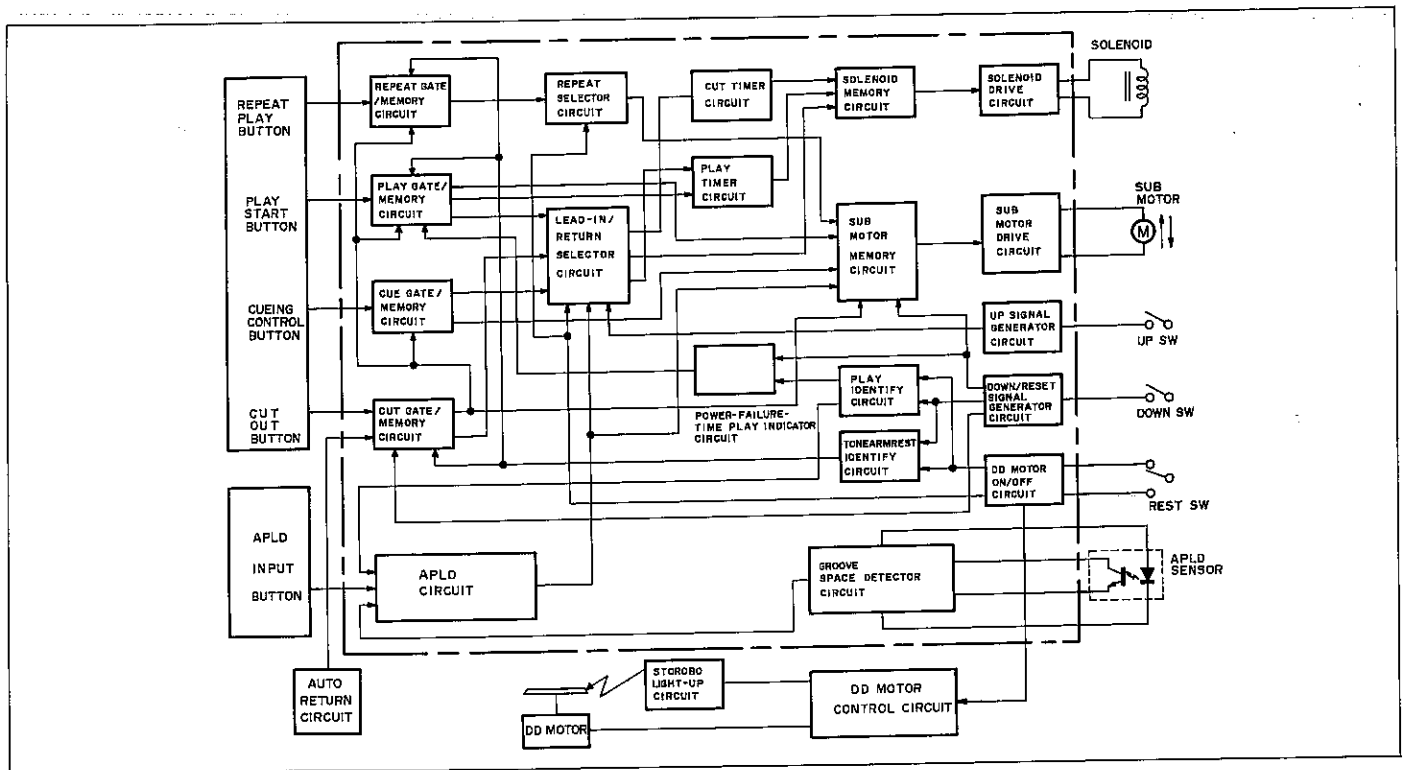 REPEAT
PLAY
BUTTON
PLAY
START
BUTTON
CUEING
CONTROL
BUTTON
CUT
OUT
BUTTON
APLD
INPUT
BUTTON
AUTO
RETURN
CIRCUIT
REPEAT GATE
/MEMORY
CIRCUIT
PLAY GATE/
MEMORY
CIRCUIT
CUE GATE/
MEMORY
CIRCUIT
CUT GATE/
MEMORY
CIRCUIT
APLD
CIRCUIT
REPEAT
SELECTOR
CIRCUIT
LEAD-IN/
RETURN
SELECTOR
CIRCUIT
CUT TIMER
CIRCUIT
PLAY
TIMER
CIRCUIT
POWER-FAILURE-
TIME PLAY INDICATOR
CIRCUIT
SOLENOID
MEMORY
CIRCUIT
SUB
MOTOR
MEMORY
CIRCUIT
PLAY
IDENTIFY
CIRCUIT
TONEARMREST
IDENTIFY
CIRCUIT
GROOVE
SPACE DETECTOR
CIRCUIT
SOLENOID
DRIVE
CIRCUIT
SUB
MOTOR DRIVE
CIRCUIT
UP SIGNAL
GENERATOR
CIRCUIT
DOWN/RESET
SIGNAL
GENERATOR
CIRCUIT
DD MOTOR
ON/OFF
CIRCUIT
SOLENOID
SUB
MOTOR
M
UP SW
DOWN SW
REST SW
APLD
SENSOR
STOROBO
LIGHT-UP
CIRCUIT
DD MOTOR
DD MOTOR
CONTROL CIRCUIT